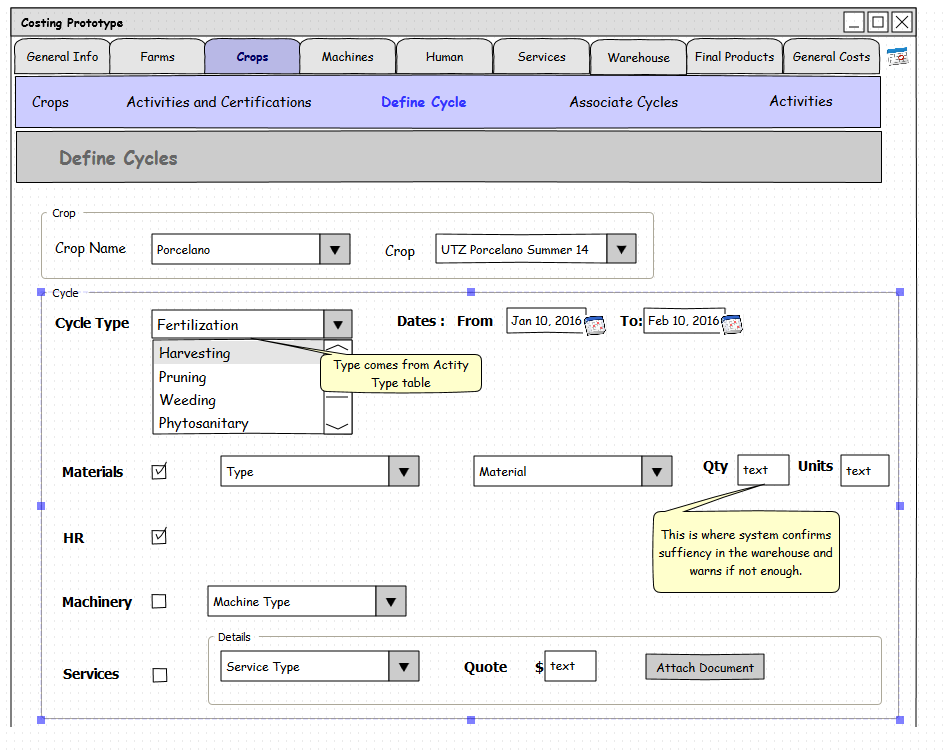 Costing Prototype
General Info Farms Crops Machines Human Services Warehouse Final Products General Costs
Crops Activities and Certifications Define Cycle Associate Cycles Activities
Define Cycles
Crop
Crop Name Porcelano Crop UTZ Porcelano Summer 14
Cycle
Cycle Type Fertilization Dates : From Jan 10, 2016 To: Feb 10, 2016
Harvesting
Pruning
Weeding
Phytosanitary
Type comes from Actity
Type table
Materials Type Material Qty text Units text
This is where system confirms
suffiency in the warehouse and
warns if not enough.
HR
Machinery Machine Type
Details
Services Service Type Quote $ text Attach Document